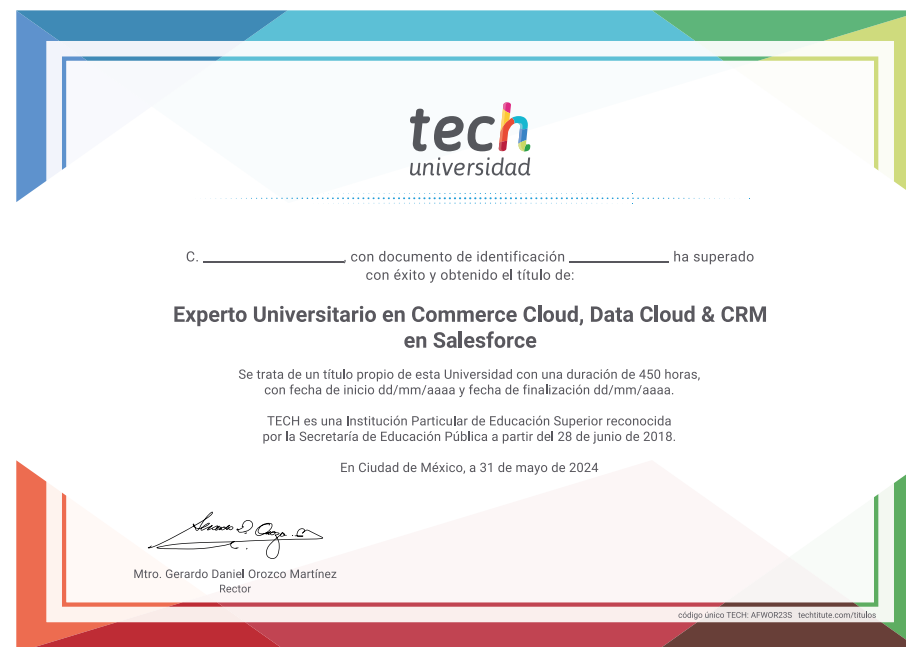 tech
universidad
C. ____________________, con documento de identificación ______________ ha superado
con éxito y obtenido el título de:
Experto Universitario en Commerce Cloud, Data Cloud & CRM
en Salesforce
Se trata de un título propio de esta Universidad con una duración de 450 horas,
con fecha de inicio dd/mm/aaaa y fecha de finalización dd/mm/aaaa.
TECH es una Institución Particular de Educación Superior reconocida
por la Secretaría de Educación Pública a partir del 28 de junio de 2018.
En Ciudad de México, a 31 de mayo de 2024
Mtro. Gerardo Daniel Orozco Martínez
Rector
código único TECH: AFWOR23S techtitute.com/titulos